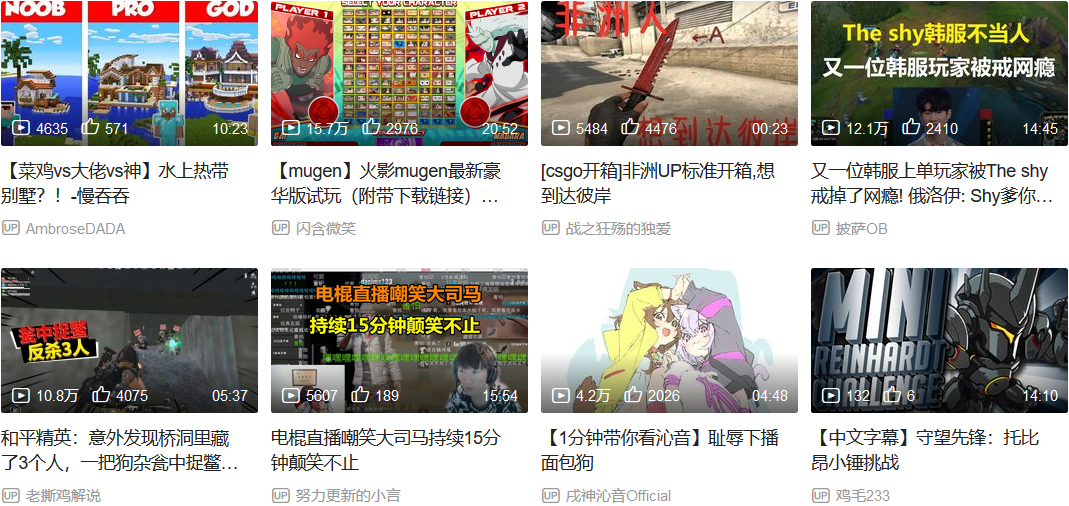 NOOB PRO GOD
4635 571 10:23
【菜鸡vs大佬vs神】水上热带
别墅?！-慢吞吞
UP AmbroseDADA
PLAYER 1 SELECT YOUR CHARACTER PLAYER 2
15.7万 2976 20:52
【mugen】火影mugen最新豪
华版试玩（附带下载链接）...
UP 闪含微笑
非洲人
A
想到达彼岸
5484 4476 00:23
[csgo开箱]非洲UP标准开箱,想
到达彼岸
UP 战之狂殇的独爱
The shy韩服不当人
又一位韩服玩家被戒网瘾
12.1万 2410 14:45
又一位韩服上单玩家被The shy
戒掉了网瘾! 俄洛伊: Shy爹你...
UP 披萨OB
瓮中捉鳖
反杀3人
10.8万 4075 05:37
和平精英：意外发现桥洞里藏
了3个人，一把狗杂瓮中捉鳖...
UP 老撕鸡解说
电棍直播嘲笑大司马
持续15分钟颠笑不止
5607 189 15:54
电棍直播嘲笑大司马持续15分
钟颠笑不止
UP 努力更新的小言
4.2万 2026 04:48
【1分钟带你看沁音】耻辱下播
面包狗
UP 戌神沁音Official
MINI
REINHARDT
CHALLENGE
132 6 14:10
【中文字幕】守望先锋：托比
昂小锤挑战
UP 鸡毛233